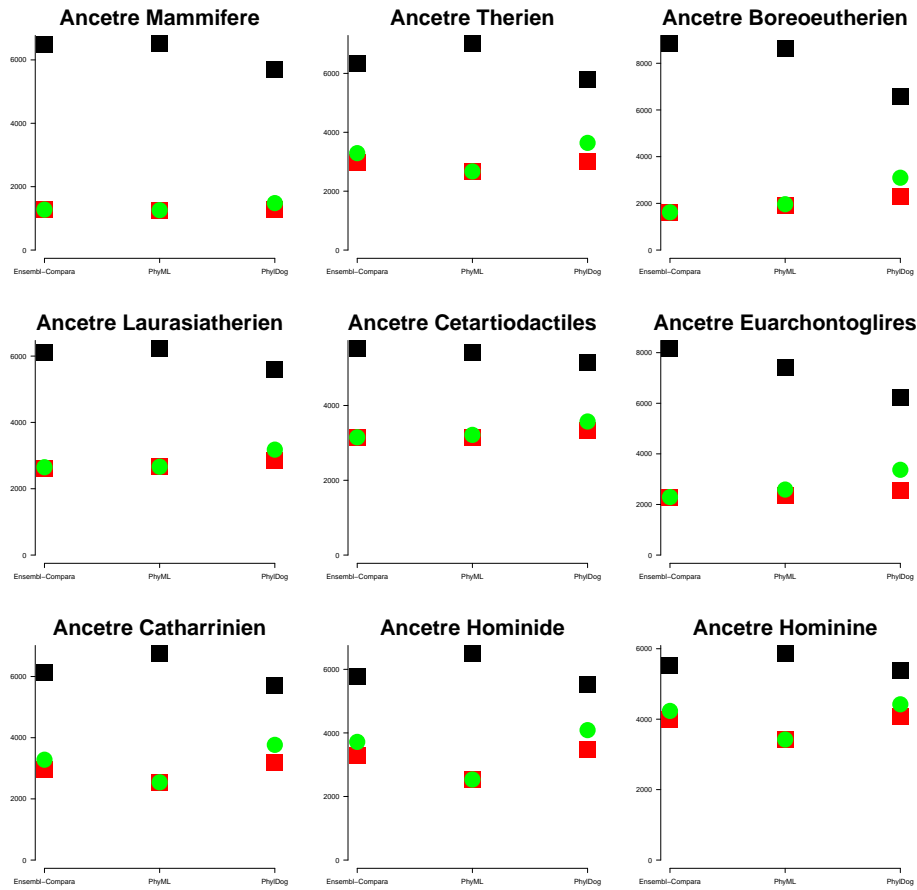 Ancetre Mammifere
Ancetre Therien
Ancetre Boreoeutherien
6000
4000
2000
0
Ensembl−Compara
PhyML
PhylDog
6000
4000
2000
0
Ensembl−Compara
PhyML
PhylDog
8000
6000
4000
2000
0
Ensembl−Compara
PhyML
PhylDog
Ancetre Laurasiatherien
Ancetre Cetartiodactiles
Ancetre Euarchontoglires
6000
4000
2000
0
Ensembl−Compara
PhyML
PhylDog
4000
2000
0
Ensembl−Compara
PhyML
PhylDog
8000
6000
4000
2000
0
Ensembl−Compara
PhyML
PhylDog
Ancetre Catharrinien
Ancetre Hominide
Ancetre Hominine
6000
4000
2000
0
Ensembl−Compara
PhyML
PhylDog
6000
4000
2000
0
Ensembl−Compara
PhyML
PhylDog
6000
4000
2000
0
Ensembl−Compara
PhyML
PhylDog